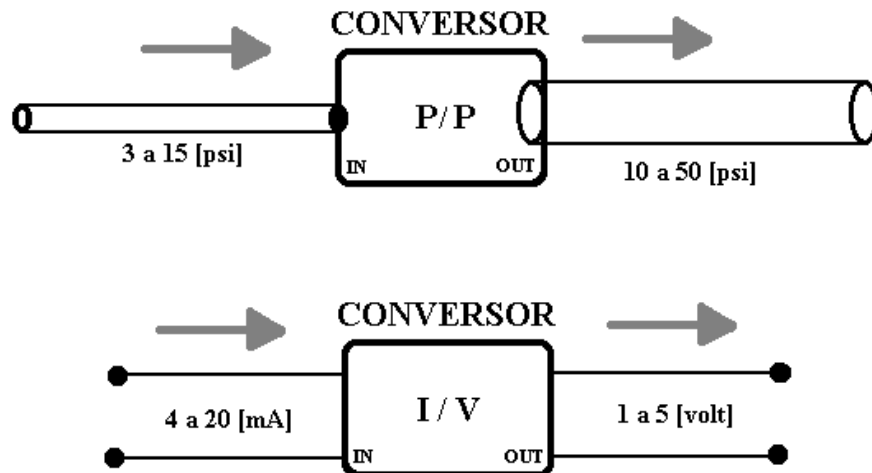 CONVERSOR
P/P
3 a 15 [psi]
IN
OUT
10 a 50 [psi]
CONVERSOR
I / V
4 a 20 [mA]
1 a 5 [volt]
IN
OUT